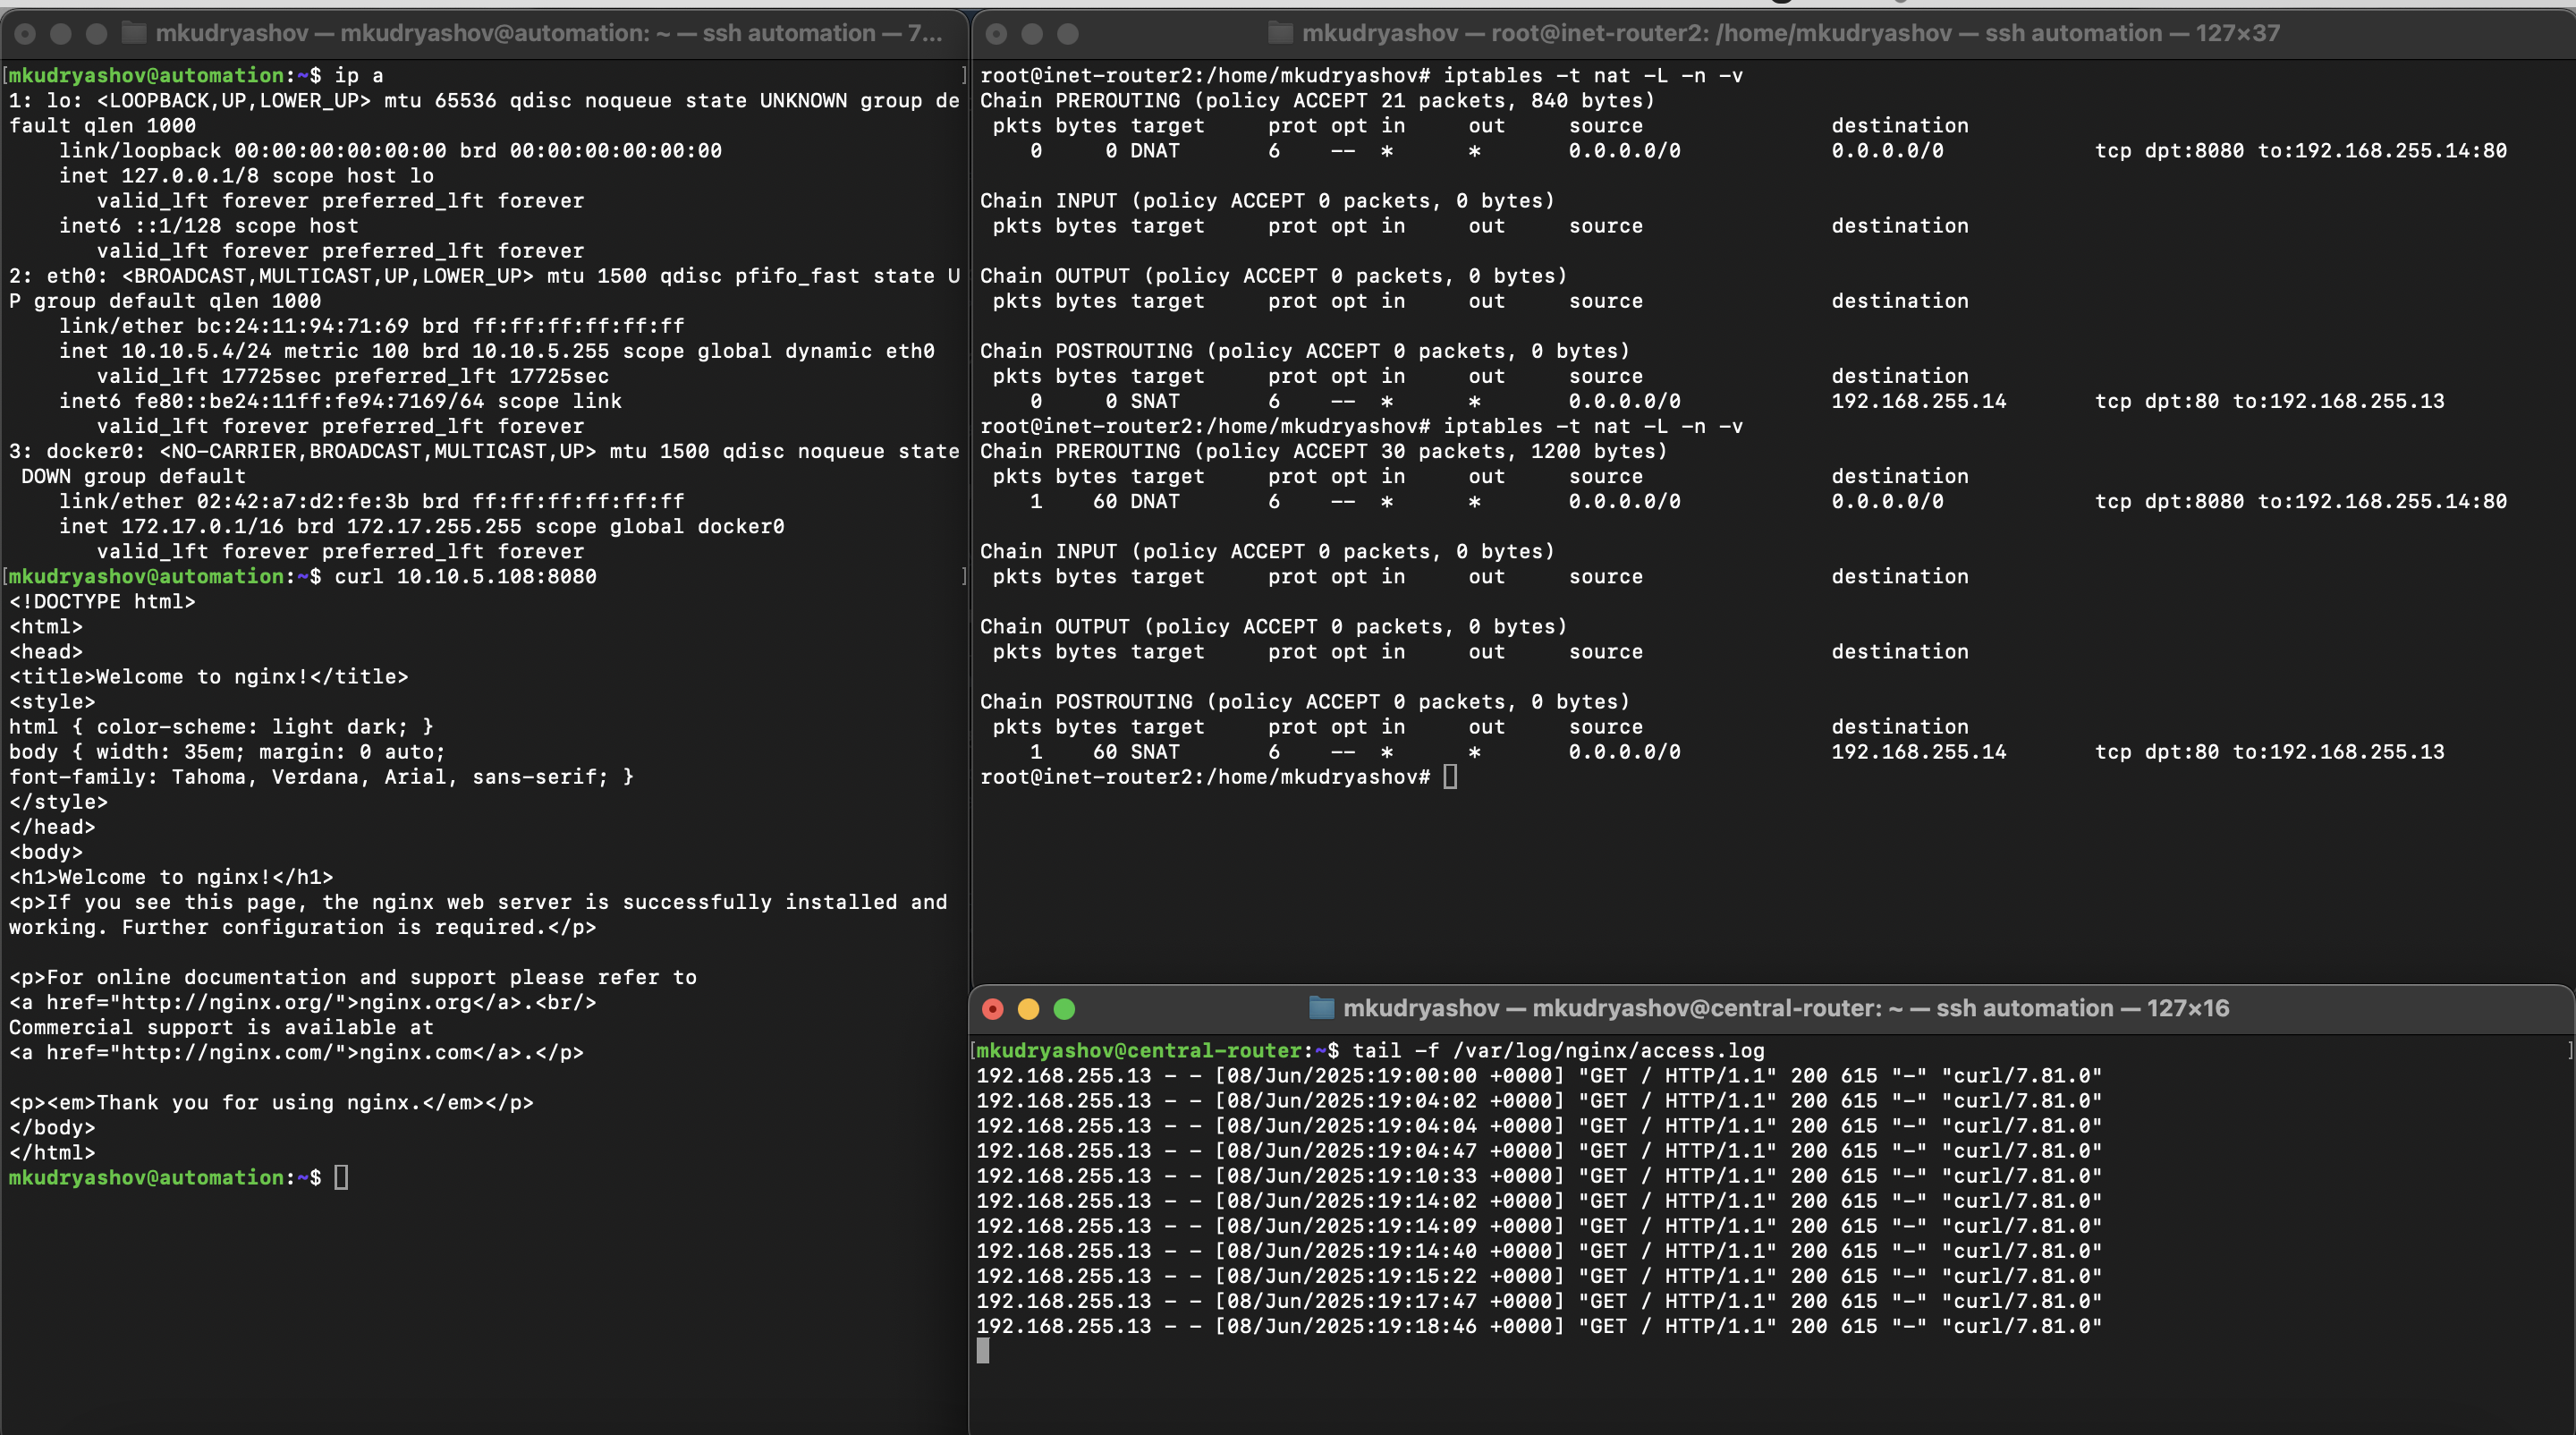 mkudryashov — mkudryashov@automation: ~ — ssh automation — 7...
[mkudryashov@automation:~$ ip a ]
1: lo: <LOOPBACK,UP,LOWER_UP> mtu 65536 qdisc noqueue state UNKNOWN group de
fault qlen 1000
    link/loopback 00:00:00:00:00:00 brd 00:00:00:00:00:00
    inet 127.0.0.1/8 scope host lo
       valid_lft forever preferred_lft forever
    inet6 ::1/128 scope host
       valid_lft forever preferred_lft forever
2: eth0: <BROADCAST,MULTICAST,UP,LOWER_UP> mtu 1500 qdisc pfifo_fast state U
P group default qlen 1000
    link/ether bc:24:11:94:71:69 brd ff:ff:ff:ff:ff:ff
    inet 10.10.5.4/24 metric 100 brd 10.10.5.255 scope global dynamic eth0
       valid_lft 17725sec preferred_lft 17725sec
    inet6 fe80::be24:11ff:fe94:7169/64 scope link
       valid_lft forever preferred_lft forever
3: docker0: <NO-CARRIER,BROADCAST,MULTICAST,UP> mtu 1500 qdisc noqueue state
 DOWN group default
    link/ether 02:42:a7:d2:fe:3b brd ff:ff:ff:ff:ff:ff
    inet 172.17.0.1/16 brd 172.17.255.255 scope global docker0
       valid_lft forever preferred_lft forever
[mkudryashov@automation:~$ curl 10.10.5.108:8080 ]
<!DOCTYPE html>
<html>
<head>
<title>Welcome to nginx!</title>
<style>
html { color-scheme: light dark; }
body { width: 35em; margin: 0 auto;
font-family: Tahoma, Verdana, Arial, sans-serif; }
</style>
</head>
<body>
<h1>Welcome to nginx!</h1>
<p>If you see this page, the nginx web server is successfully installed and
working. Further configuration is required.</p>
<p>For online documentation and support please refer to
<a href="http://nginx.org/">nginx.org</a>.<br/>
Commercial support is available at
<a href="http://nginx.com/">nginx.com</a>.</p>
<p><em>Thank you for using nginx.</em></p>
</body>
</html>
mkudryashov@automation:~$
mkudryashov — root@inet-router2: /home/mkudryashov — ssh automation — 127×37
root@inet-router2:/home/mkudryashov# iptables -t nat -L -n -v
Chain PREROUTING (policy ACCEPT 21 packets, 840 bytes)
 pkts bytes target     prot opt in     out     source               destination
    0     0 DNAT       6    --  *      *       0.0.0.0/0            0.0.0.0/0            tcp dpt:8080 to:192.168.255.14:80
Chain INPUT (policy ACCEPT 0 packets, 0 bytes)
 pkts bytes target     prot opt in     out     source               destination
Chain OUTPUT (policy ACCEPT 0 packets, 0 bytes)
 pkts bytes target     prot opt in     out     source               destination
Chain POSTROUTING (policy ACCEPT 0 packets, 0 bytes)
 pkts bytes target     prot opt in     out     source               destination
    0     0 SNAT       6    --  *      *       0.0.0.0/0            192.168.255.14       tcp dpt:80 to:192.168.255.13
root@inet-router2:/home/mkudryashov# iptables -t nat -L -n -v
Chain PREROUTING (policy ACCEPT 30 packets, 1200 bytes)
 pkts bytes target     prot opt in     out     source               destination
    1    60 DNAT       6    --  *      *       0.0.0.0/0            0.0.0.0/0            tcp dpt:8080 to:192.168.255.14:80
Chain INPUT (policy ACCEPT 0 packets, 0 bytes)
 pkts bytes target     prot opt in     out     source               destination
Chain OUTPUT (policy ACCEPT 0 packets, 0 bytes)
 pkts bytes target     prot opt in     out     source               destination
Chain POSTROUTING (policy ACCEPT 0 packets, 0 bytes)
 pkts bytes target     prot opt in     out     source               destination
    1    60 SNAT       6    --  *      *       0.0.0.0/0            192.168.255.14       tcp dpt:80 to:192.168.255.13
root@inet-router2:/home/mkudryashov#
mkudryashov — mkudryashov@central-router: ~ — ssh automation — 127×16
[mkudryashov@central-router:~$ tail -f /var/log/nginx/access.log ]
192.168.255.13 - - [08/Jun/2025:19:00:00 +0000] "GET / HTTP/1.1" 200 615 "-" "curl/7.81.0"
192.168.255.13 - - [08/Jun/2025:19:04:02 +0000] "GET / HTTP/1.1" 200 615 "-" "curl/7.81.0"
192.168.255.13 - - [08/Jun/2025:19:04:04 +0000] "GET / HTTP/1.1" 200 615 "-" "curl/7.81.0"
192.168.255.13 - - [08/Jun/2025:19:04:47 +0000] "GET / HTTP/1.1" 200 615 "-" "curl/7.81.0"
192.168.255.13 - - [08/Jun/2025:19:10:33 +0000] "GET / HTTP/1.1" 200 615 "-" "curl/7.81.0"
192.168.255.13 - - [08/Jun/2025:19:14:02 +0000] "GET / HTTP/1.1" 200 615 "-" "curl/7.81.0"
192.168.255.13 - - [08/Jun/2025:19:14:09 +0000] "GET / HTTP/1.1" 200 615 "-" "curl/7.81.0"
192.168.255.13 - - [08/Jun/2025:19:14:40 +0000] "GET / HTTP/1.1" 200 615 "-" "curl/7.81.0"
192.168.255.13 - - [08/Jun/2025:19:15:22 +0000] "GET / HTTP/1.1" 200 615 "-" "curl/7.81.0"
192.168.255.13 - - [08/Jun/2025:19:17:47 +0000] "GET / HTTP/1.1" 200 615 "-" "curl/7.81.0"
192.168.255.13 - - [08/Jun/2025:19:18:46 +0000] "GET / HTTP/1.1" 200 615 "-" "curl/7.81.0"